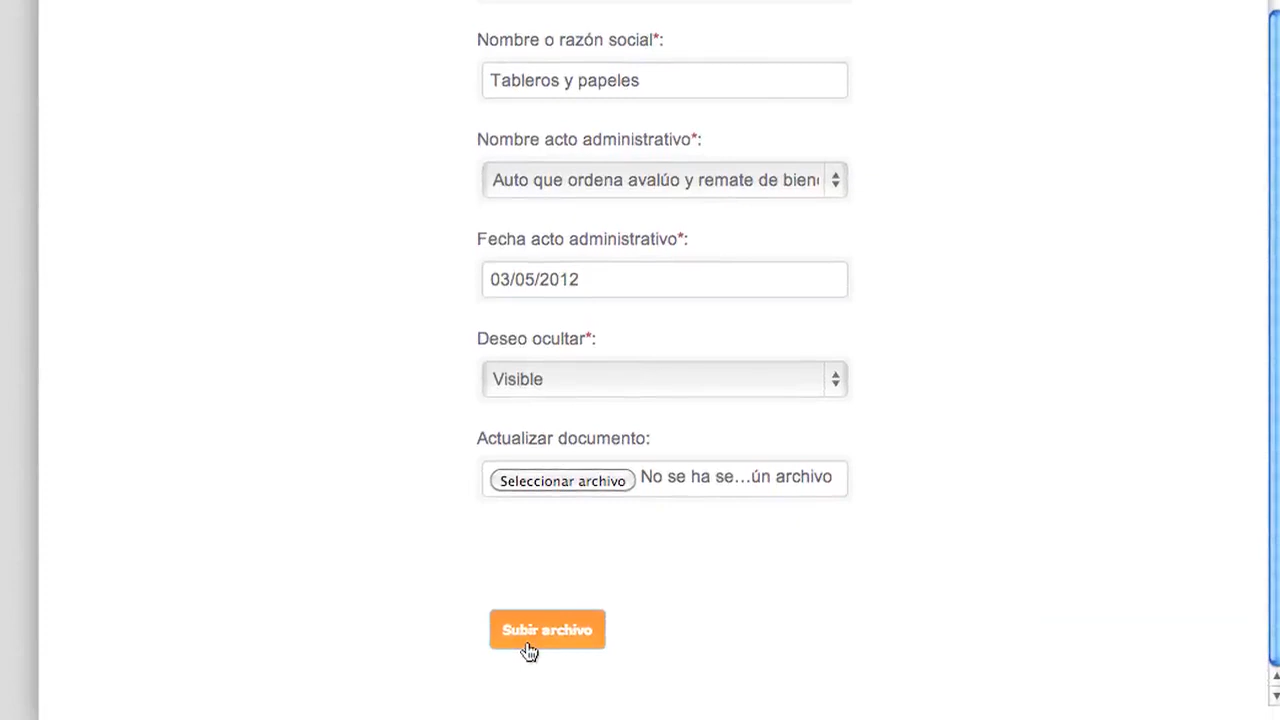 Nombre o razón social*:
Tableros y papeles
Nombre acto administrativo*:
Auto que ordena avalúo y remate de bien
Fecha acto administrativo*:
03/05/2012
Deseo ocultar*:
Visible
Actualizar documento:
Seleccionar archivo No se ha se...ún archivo
Subir archivo